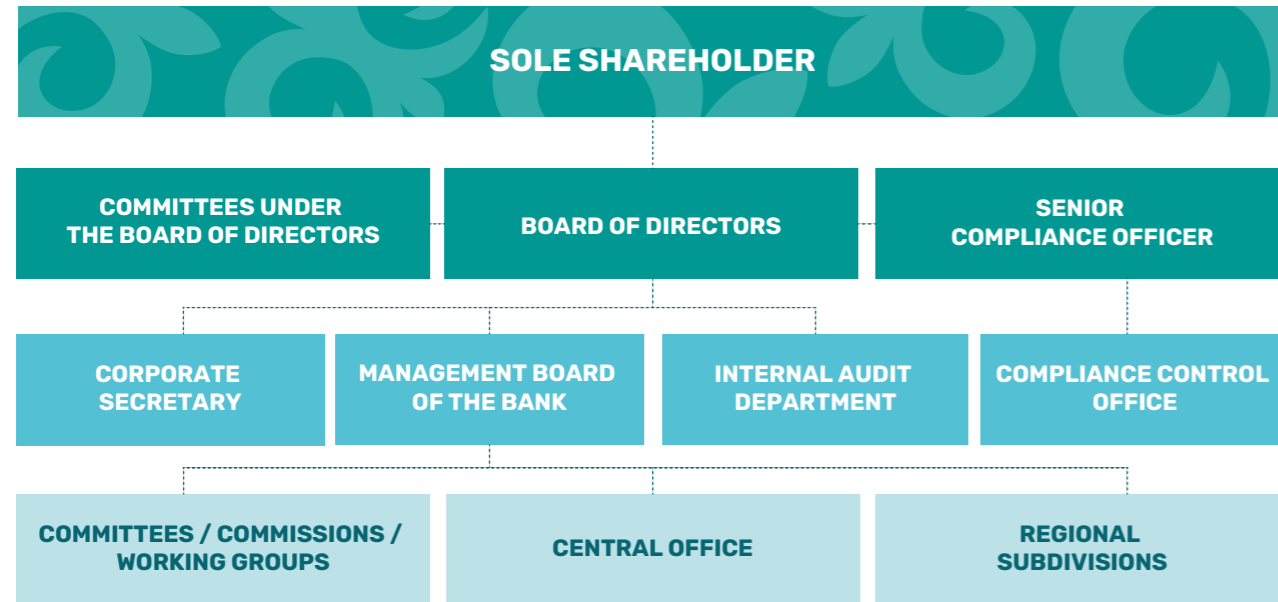 SOLE SHAREHOLDER
COMMITTEES UNDER
THE BOARD OF DIRECTORS
BOARD OF DIRECTORS
SENIOR
COMPLIANCE OFFICER
CORPORATE
SECRETARY
MANAGEMENT BOARD
OF THE BANK
INTERNAL AUDIT
DEPARTMENT
COMPLIANCE CONTROL
OFFICE
COMMITTEES / COMMISSIONS /
WORKING GROUPS
CENTRAL OFFICE
REGIONAL
SUBDIVISIONS